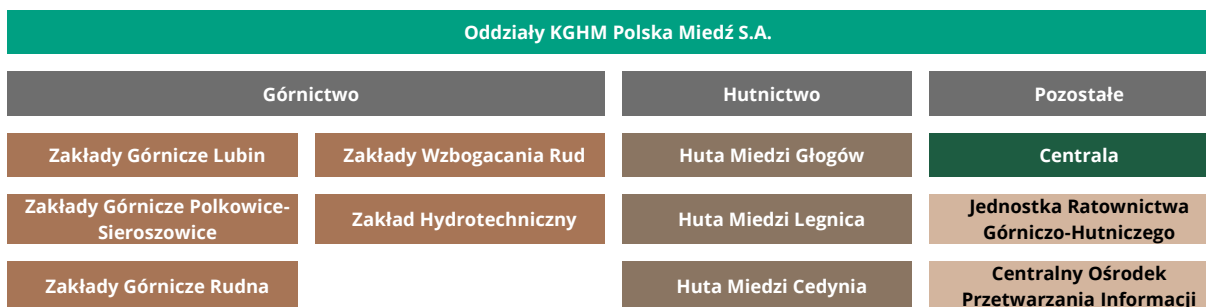 Oddziały KGHM Polska Miedź S.A.
Górnictwo
Hutnictwo
Pozostałe
Zakłady Górnicze Lubin
Zakłady Wzbogacania Rud
Huta Miedzi Głogów
Centrala
Zakłady Górnicze Polkowice-
Sieroszowice
Zakład Hydrotechniczny
Huta Miedzi Legnica
Jednostka Ratownictwa
Górniczo-Hutniczego
Zakłady Górnicze Rudna
Huta Miedzi Cedynia
Centralny Ośrodek
Przetwarzania Informacji